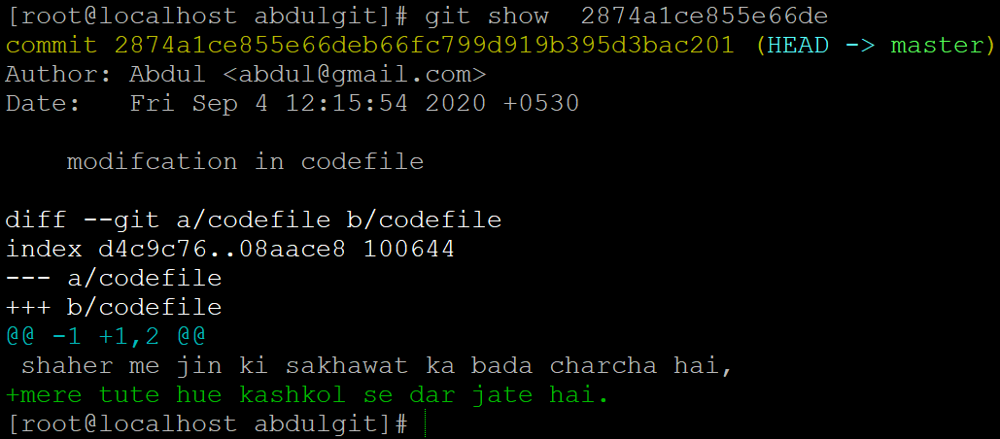 [root@localhost abdulgit]# git show  2874a1ce855e66de
commit 2874a1ce855e66deb66fc799d919b395d3bac201 (HEAD -> master)
Author: Abdul <abdul@gmail.com>
Date:   Fri Sep 4 12:15:54 2020 +0530

    modifcation in codefile

diff --git a/codefile b/codefile
index d4c9c76..08aace8 100644
--- a/codefile
+++ b/codefile
@@ -1 +1,2 @@
 shaher me jin ki sakhawat ka bada charcha hai,
+mere tute hue kashkol se dar jate hai.
[root@localhost abdulgit]#